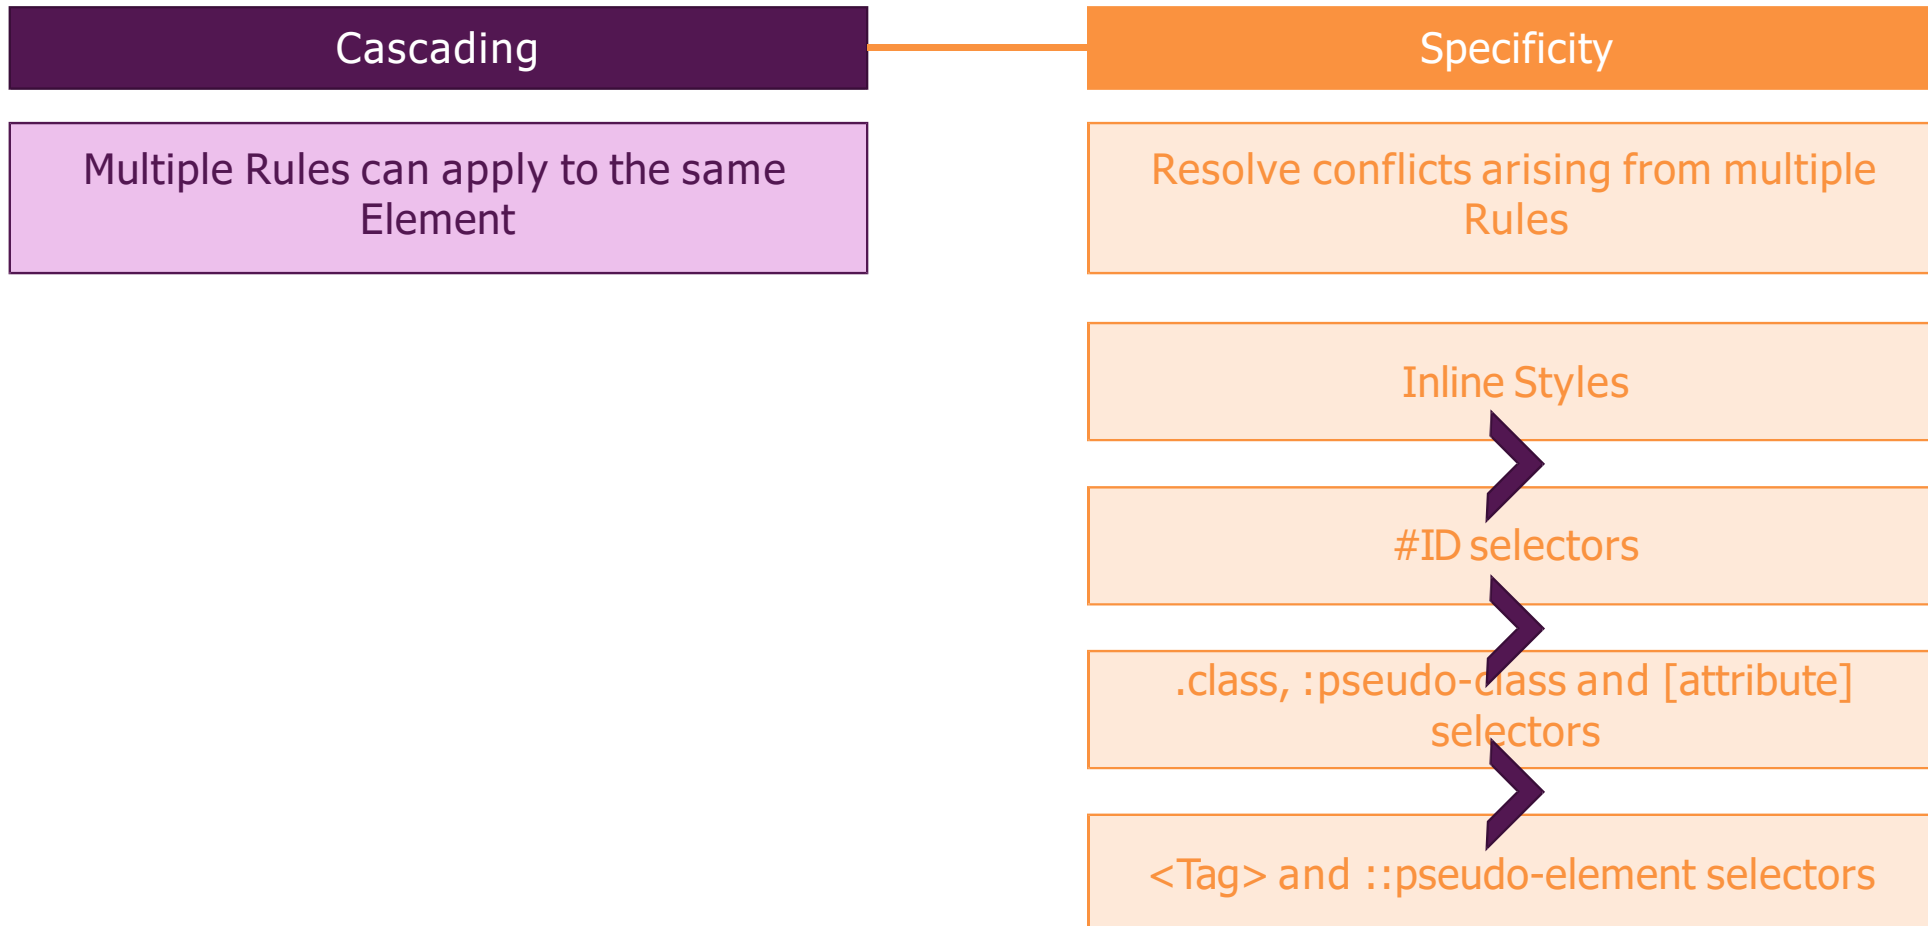 Cascading
Specificity
Multiple Rules can apply to the same
Element
Resolve conflicts arising from multiple
Rules
Inline Styles
#ID selectors
.class, :pseudo-class and [attribute]
selectors
<Tag> and ::pseudo-element selectors